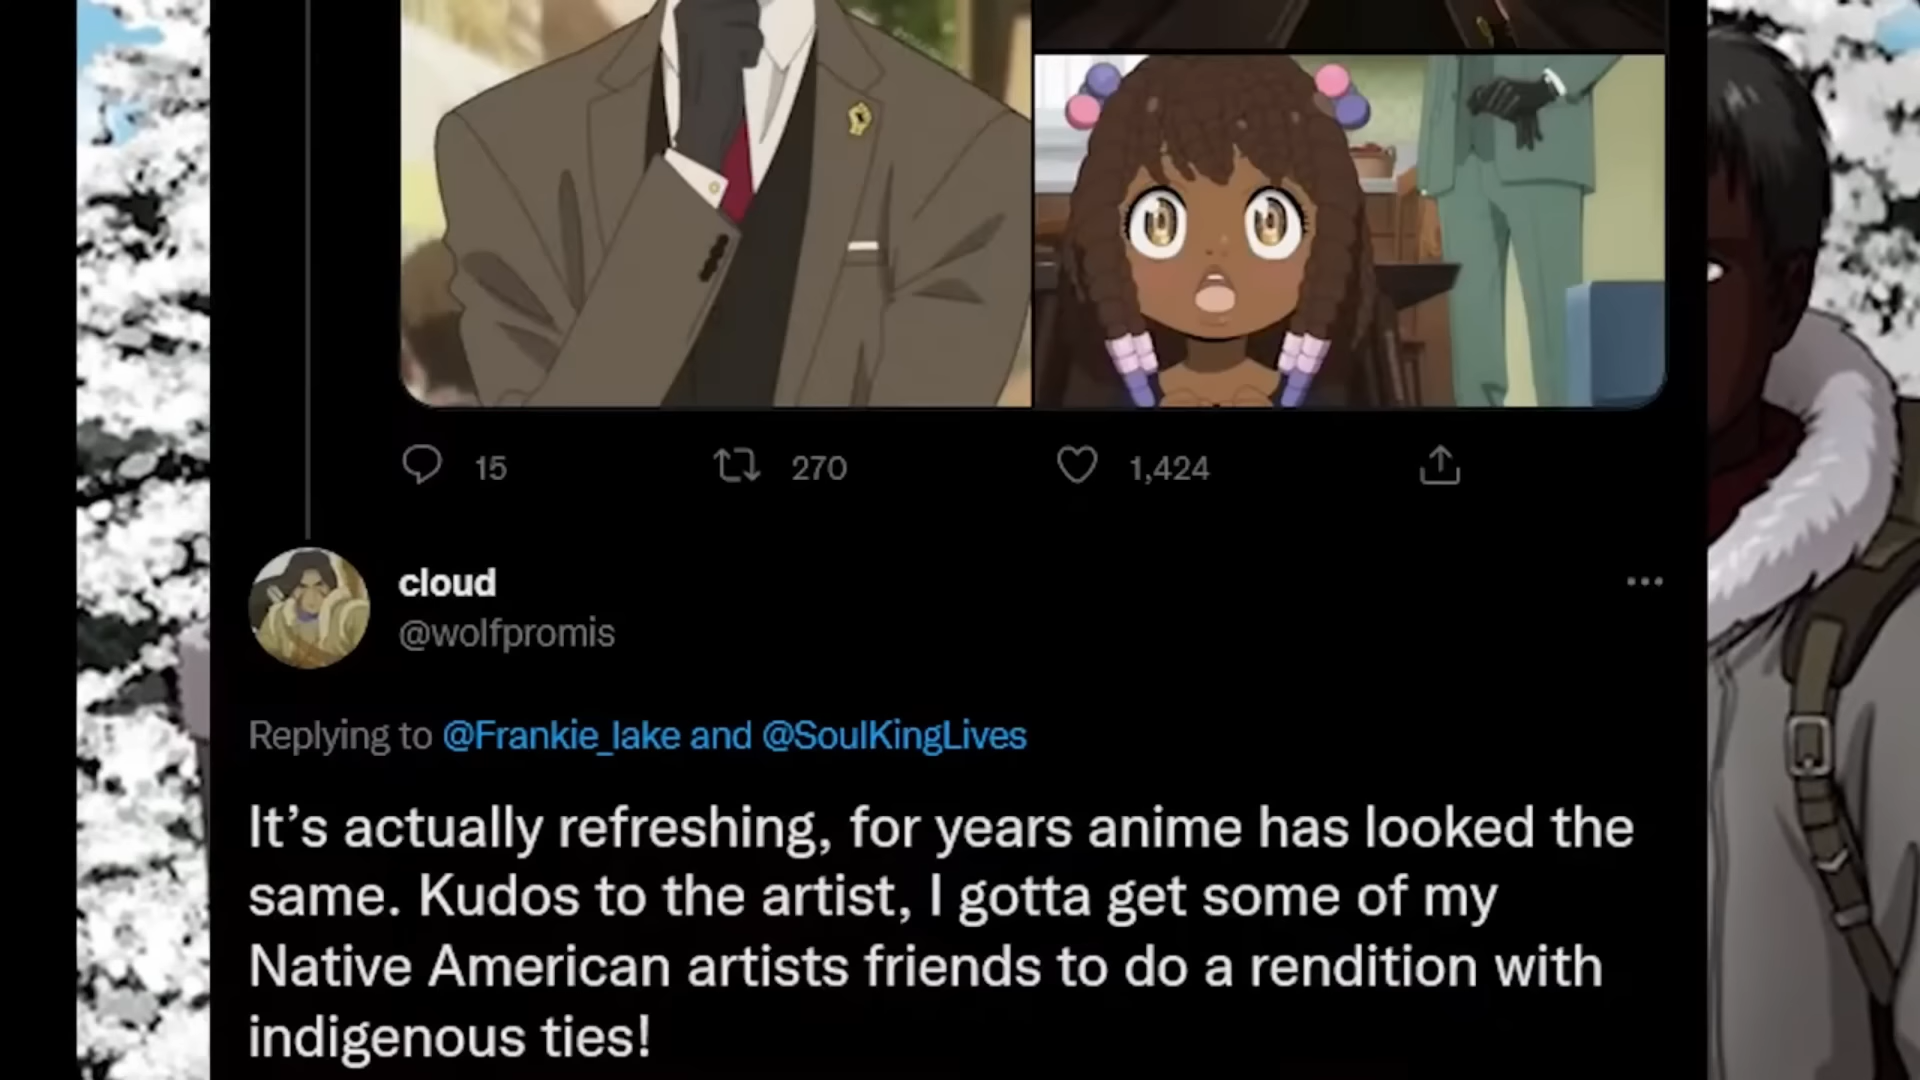 15 270 1,424
cloud
@wolfpromis
Replying to @Frankie_lake and @SoulKingLives
It’s actually refreshing, for years anime has looked the
same. Kudos to the artist, I gotta get some of my
Native American artists friends to do a rendition with
indigenous ties!